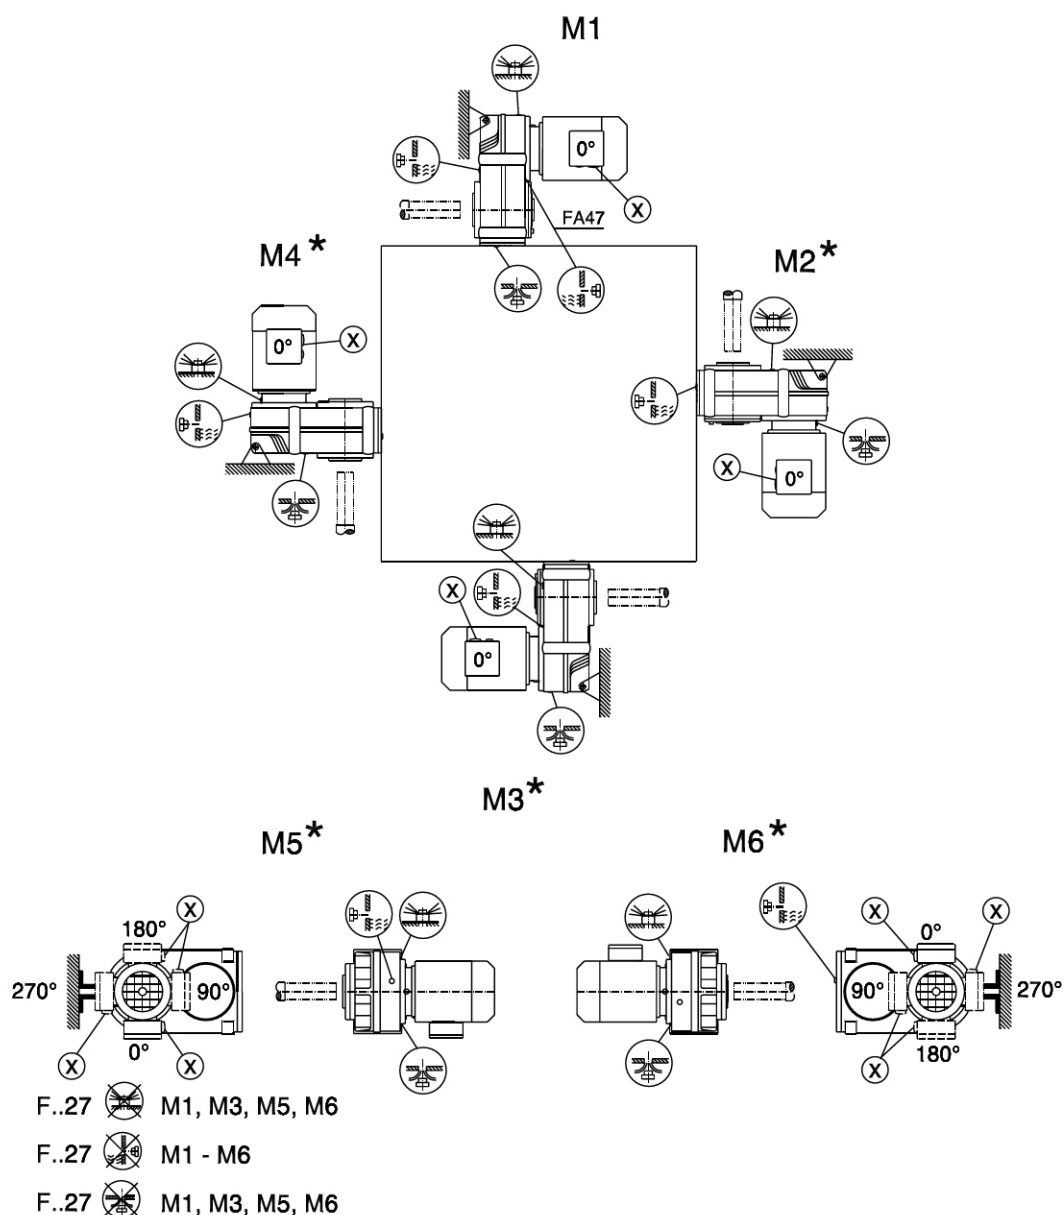 M1
0°
X
FA47
M4*
M2*
0°
X
X
0°
X
0°
M3*
M5*
M6*
X
180°
270°
90°
0°
X
X
X
X
0°
90°
270°
180°
X
F..27 M1, M3, M5, M6
F..27 M1 - M6
F..27 M1, M3, M5, M6